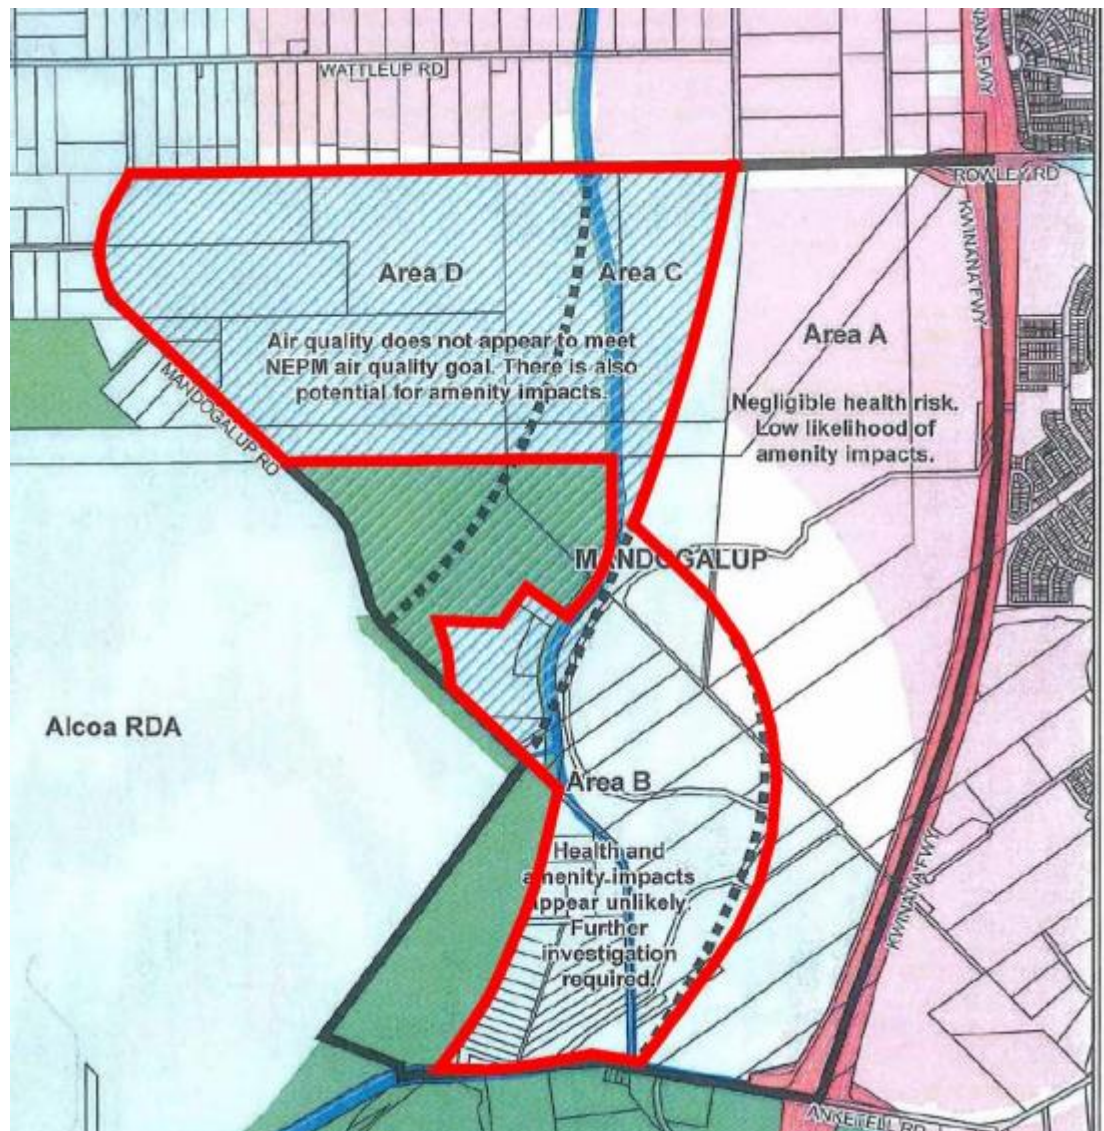 WATTLEUP RD
KWINANA FWY
ROWLEY RD
KWINANA FWY
Area D
Area C
Area A
Air quality does not appear to meet
NEPM air quality goal. There is also
potential for amenity impacts.
MANDOGALUP RD
Negligible health risk.
Low likelihood of
amenity impacts.
MANDOGALUP
Alcoa RDA
Area B
Health and
amenity impacts
appear unlikely.
Further
investigation
required.
KWINANA FWY
ANKETELL RD